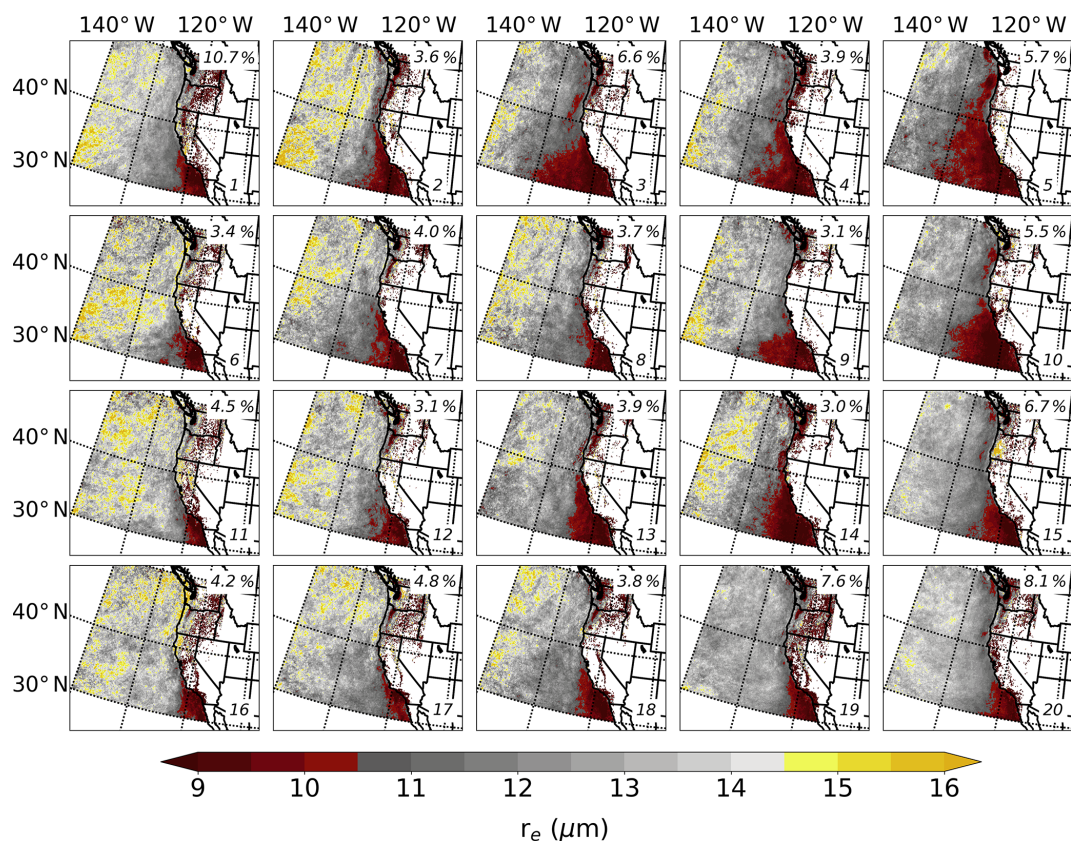 140° W 120° W 140° W 120° W 140° W 120° W 140° W 120° W 140° W 120° W
40° N 10.7 % 3.6 % 6.6 % 3.9 % 5.7 %
30° N 1 2 3 4 5
40° N 3.4 % 4.0 % 3.7 % 3.1 % 5.5 %
30° N 6 7 8 9 10
40° N 4.5 % 3.1 % 3.9 % 3.0 % 6.7 %
30° N 11 12 13 14 15
40° N 4.2 % 4.8 % 3.8 % 7.6 % 8.1 %
30° N 16 17 18 19 20
9 10 11 12 13 14 15 16
r_e (μm)